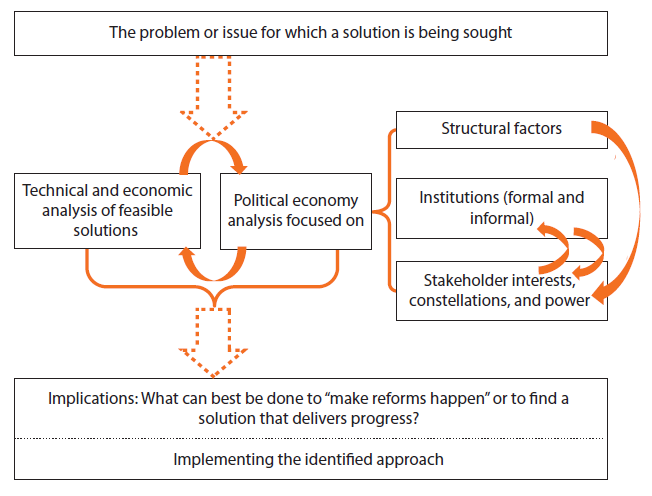 The problem or issue for which a solution is being sought
Technical and economic
analysis of feasible
solutions
Political economy
analysis focused on
Structural factors
Institutions (formal and
informal)
Stakeholder interests,
constellations, and power
Implications: What can best be done to “make reforms happen” or to find a
solution that delivers progress?
Implementing the identified approach